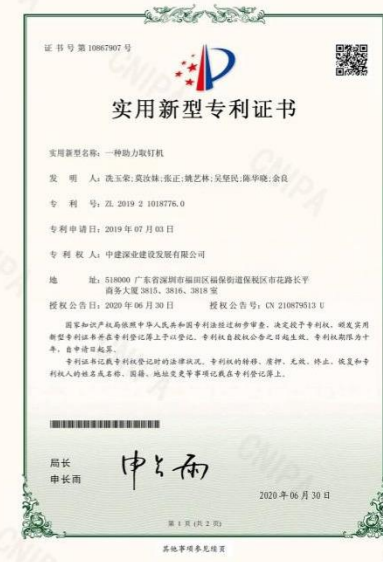 证书号第10867907号
实用新型专利证书
实用新型名称：一种助力取钉机
发明人：冼玉荣;莫汝妹;张正;姚艺林;吴坚民;陈华晓;余良
专利号：ZL 2019 2 1018776.0
专利申请日：2019年07月03日
专利权人：中建深业建设发展有限公司
地址：518000 广东省深圳市福田区福保街道保税区市花路长平
商务大厦 3815、3816、3818 室
授权公告日：2020年06月30日 授权公告号：CN 210879513 U
国家知识产权局依照中华人民共和国专利法经过初步审查，决定授予专利权，颁发实用
新型专利证书并在专利登记簿上予以登记。专利权自授权公告之日起生效。专利权期限为十
年，自申请日起算。
专利证书记载专利权登记时的法律状况。专利权的转移、质押、无效、终止、恢复和专
利权人的姓名或名称、国籍、地址变更等事项记载在专利登记簿上。
局长
申长雨
申长雨
2020年06月30日
第 1 页 (共 2 页)
其他事项参见续页
CNIPA
CNIPA
CNIPA
CNIPA